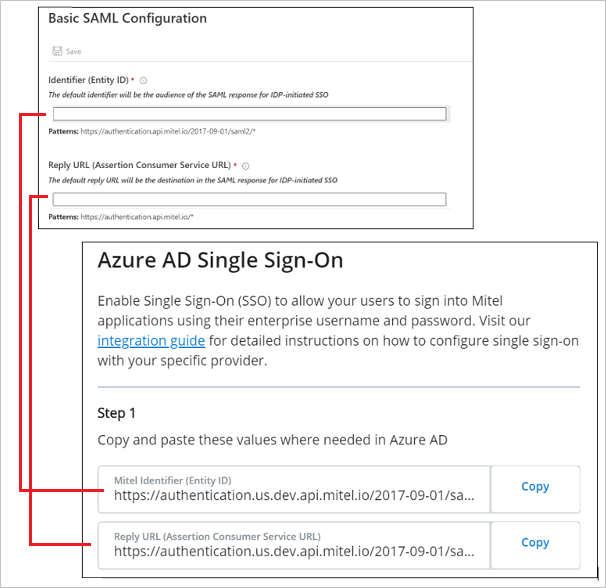 Basic SAML Configuration
Save
Identifier (Entity ID) *
The default identifier will be the audience of the SAML response for IDP-initiated SSO
Patterns: https://authentication.api.mitel.io/2017-09-01/saml2/*
Reply URL (Assertion Consumer Service URL) *
The default reply URL will be the destination in the SAML response for IDP-initiated SSO
Patterns: https://authentication.api.mitel.io/*
Azure AD Single Sign-On
Enable Single Sign-On (SSO) to allow your users to sign into Mitel
applications using their enterprise username and password. Visit our
integration guide for detailed instructions on how to configure single sign-on
with your specific provider.
Step 1
Copy and paste these values where needed in Azure AD
Mitel Identifier (Entity ID)
https://authentication.us.dev.api.mitel.io/2017-09-01/sa...
Copy
Reply URL (Assertion Consumer Service URL)
https://authentication.us.dev.api.mitel.io/2017-09-01/sa...
Copy